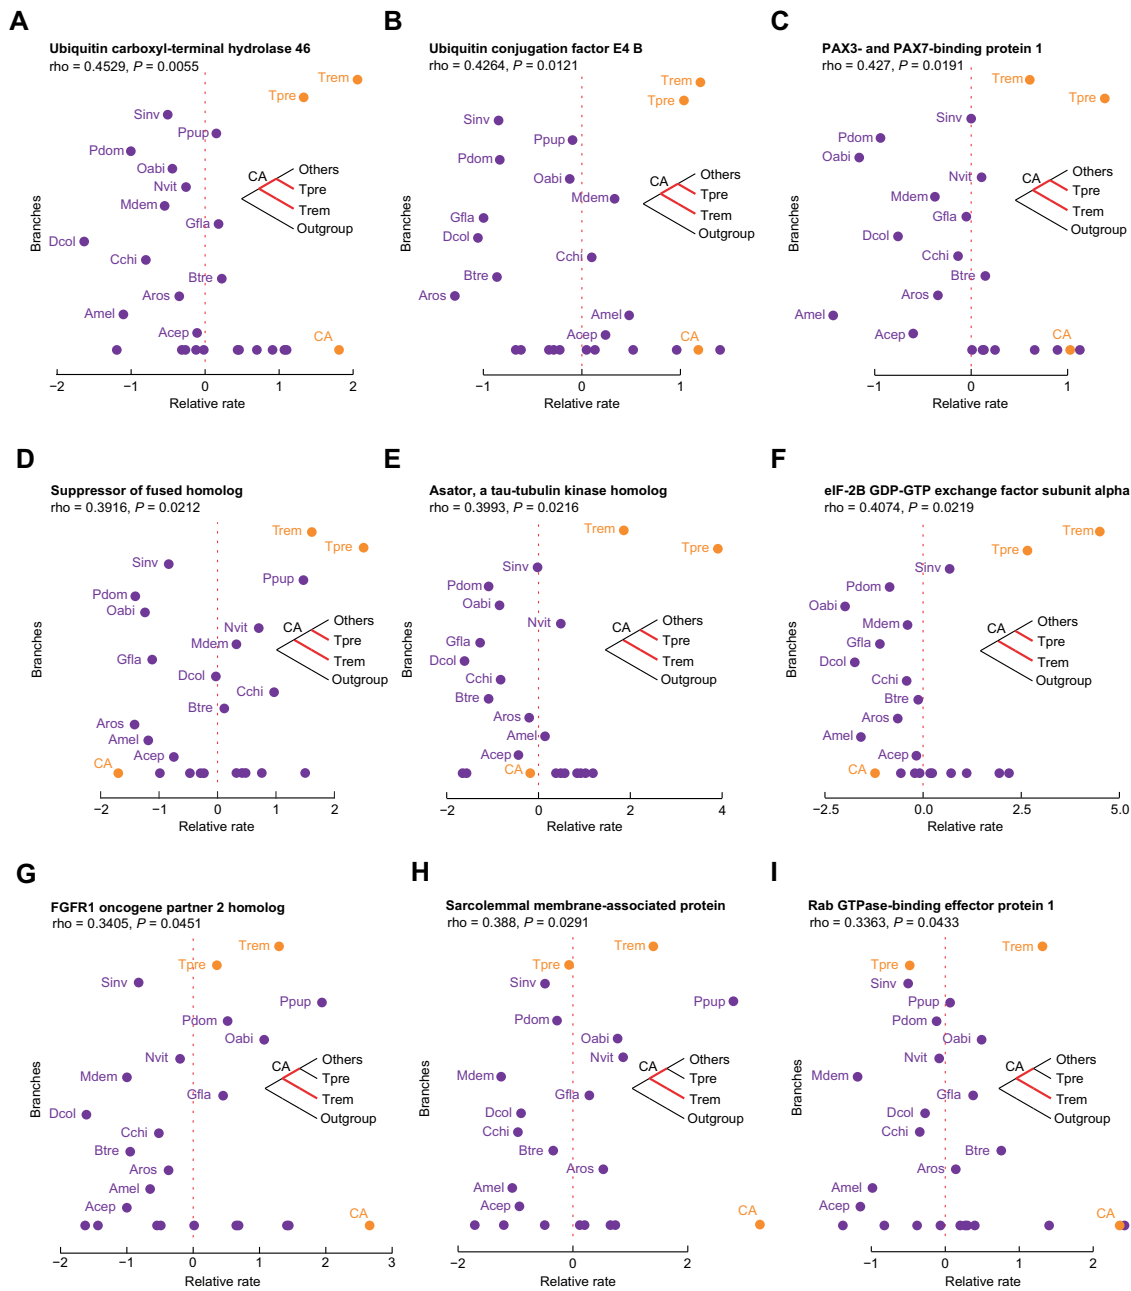 A
Ubiquitin carboxyl-terminal hydrolase 46
rho = 0.4529, P = 0.0055
Trem
Tpre
Sinv
Ppup
Pdom
Oabi
Nvit
Mdem
Gfla
Dcol
Cchi
Btre
Aros
Amel
Acep
CA
CA
Others
Tpre
Trem
Outgroup
Branches
−2 −1 0 1 2
Relative rate
B
Ubiquitin conjugation factor E4 B
rho = 0.4264, P = 0.0121
Trem
Tpre
Sinv
Ppup
Pdom
Oabi
Mdem
Gfla
Dcol
Cchi
Btre
Aros
Amel
Acep
CA
CA
Others
Tpre
Trem
Outgroup
Branches
−1 0 1
Relative rate
C
PAX3- and PAX7-binding protein 1
rho = 0.427, P = 0.0191
Trem
Tpre
Sinv
Pdom
Oabi
Nvit
Mdem
Gfla
Dcol
Cchi
Btre
Aros
Amel
Acep
CA
CA
Others
Tpre
Trem
Outgroup
Branches
−1 0 1
Relative rate
D
Suppressor of fused homolog
rho = 0.3916, P = 0.0212
Trem
Tpre
Sinv
Ppup
Pdom
Oabi
Nvit
Mdem
Gfla
Dcol
Cchi
Btre
Aros
Amel
Acep
CA
CA
Others
Tpre
Trem
Outgroup
Branches
−2 −1 0 1 2
Relative rate
E
Asator, a tau-tubulin kinase homolog
rho = 0.3993, P = 0.0216
Trem
Tpre
Sinv
Pdom
Oabi
Nvit
Gfla
Dcol
Cchi
Btre
Aros
Amel
Acep
CA
CA
Others
Tpre
Trem
Outgroup
Branches
−2 0 2 4
Relative rate
F
eIF-2B GDP-GTP exchange factor subunit alpha
rho = 0.4074, P = 0.0219
Trem
Tpre
Sinv
Pdom
Oabi
Mdem
Gfla
Dcol
Cchi
Btre
Aros
Amel
Acep
CA
CA
Others
Tpre
Trem
Outgroup
Branches
−2.5 0.0 2.5 5.0
Relative rate
G
FGFR1 oncogene partner 2 homolog
rho = 0.3405, P = 0.0451
Trem
Tpre
Sinv
Ppup
Pdom
Oabi
Nvit
Mdem
Gfla
Dcol
Cchi
Btre
Aros
Amel
Acep
CA
CA
Others
Tpre
Trem
Outgroup
Branches
−2 −1 0 1 2 3
Relative rate
H
Sarcolemmal membrane-associated protein
rho = 0.388, P = 0.0291
Trem
Tpre
Sinv
Ppup
Pdom
Oabi
Nvit
Mdem
Gfla
Dcol
Cchi
Btre
Aros
Amel
Acep
CA
CA
Others
Tpre
Trem
Outgroup
Branches
−2 0 2
Relative rate
I
Rab GTPase-binding effector protein 1
rho = 0.3363, P = 0.0433
Trem
Tpre
Sinv
Ppup
Pdom
Oabi
Nvit
Mdem
Gfla
Dcol
Cchi
Btre
Aros
Amel
Acep
CA
CA
Others
Tpre
Trem
Outgroup
Branches
−1 0 1 2
Relative rate